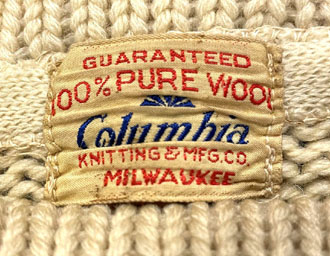 GUARANTEED
100% PURE WOOL
Columbia
KNITTING & MFG. CO.
MILWAUKEE